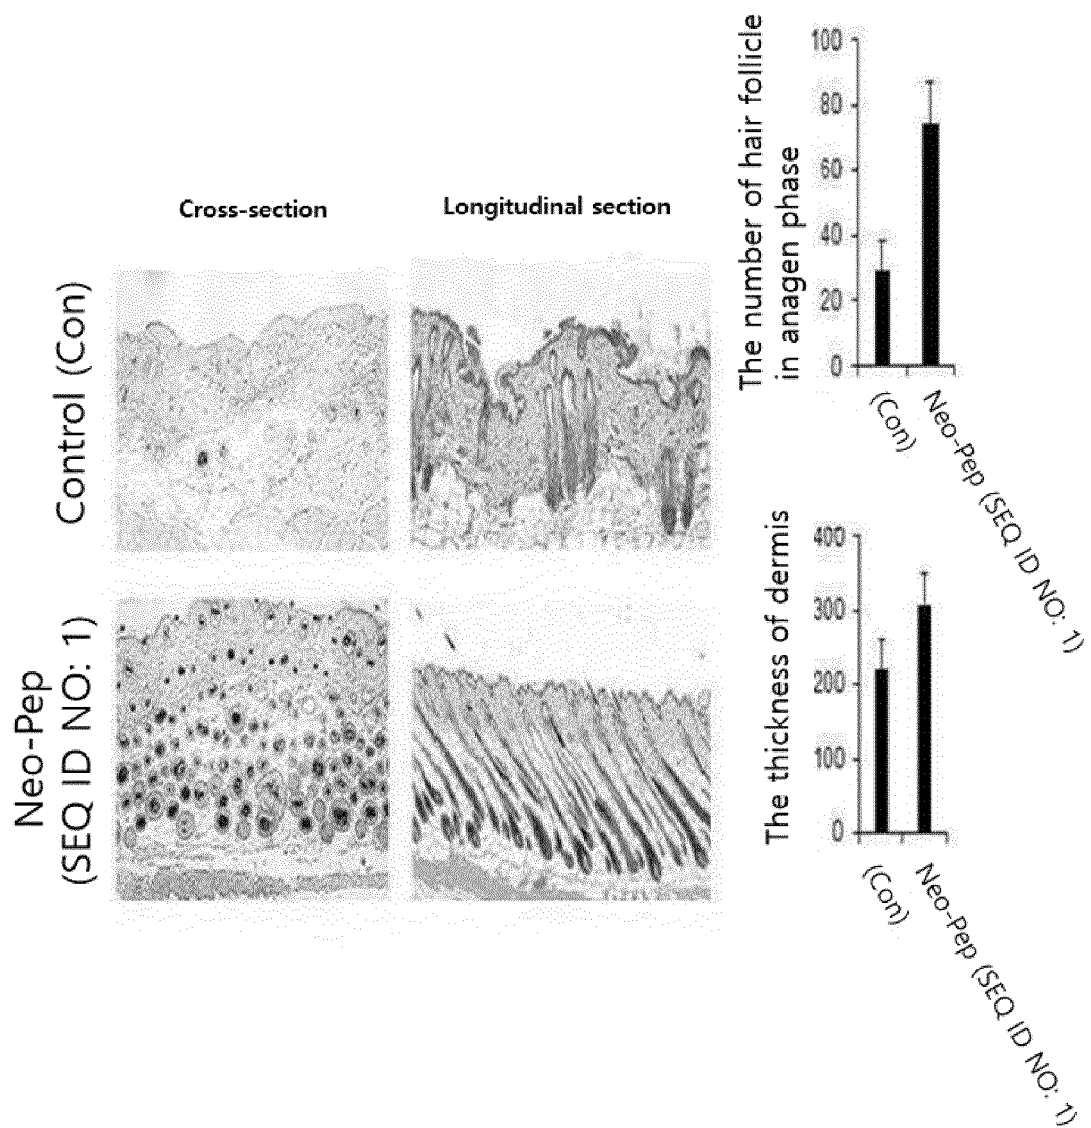 Cross-section
Longitudinal section
Control (Con)
Neo-Pep
(SEQ ID NO: 1)
The number of hair follicle
in anagen phase
100
80
60
40
20
0
(Con)
Neo-Pep (SEQ ID NO: 1)
The thickness of dermis
400
300
200
100
0
(Con)
Neo-Pep (SEQ ID NO: 1)